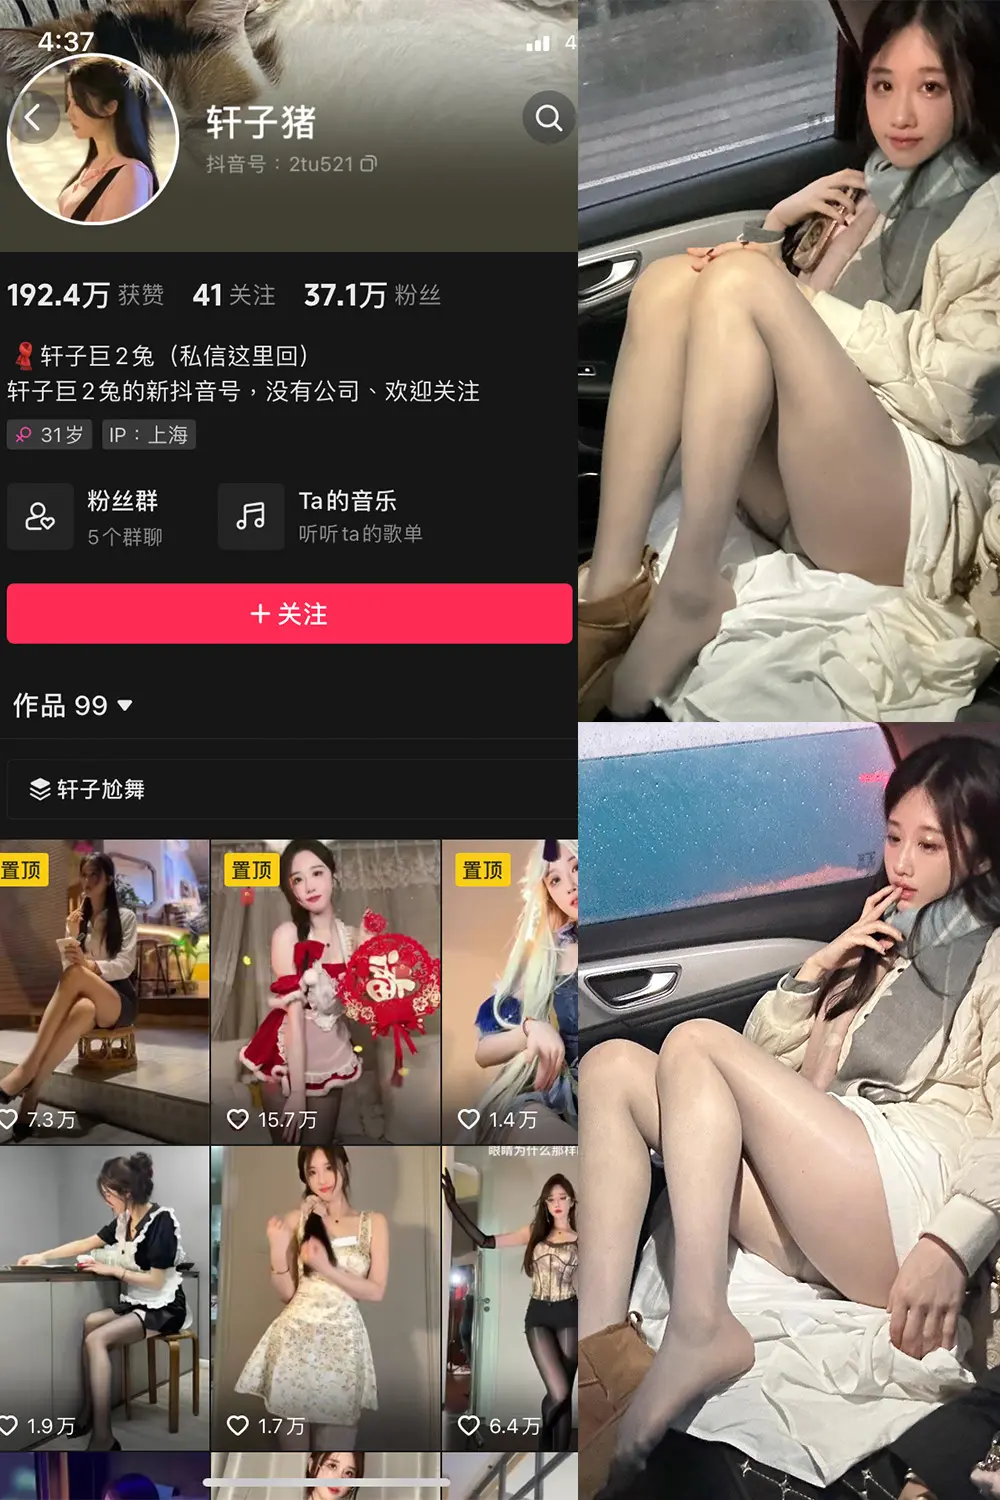 4:37
4
轩子猪
抖音号：2tu521
192.4万 获赞 41 关注 37.1万 粉丝
轩子巨2兔（私信这里回）
轩子巨2兔的新抖音号，没有公司、欢迎关注
31岁 IP：上海
粉丝群
5个群聊
Ta的音乐
听听ta的歌单
+ 关注
作品 99
轩子尬舞
置顶 置顶 置顶
7.3万 15.7万 1.4万
眼睛为什么那样
1.9万 1.7万 6.4万